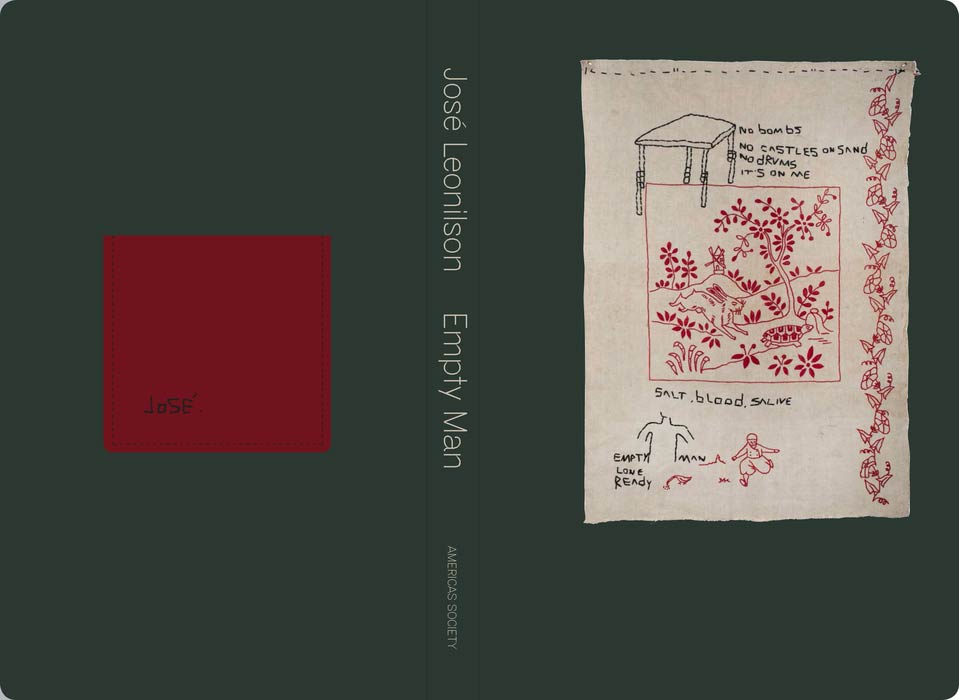 JOSÉ.
José Leonilson Empty Man
AMERICAS SOCIETY
No bombs
NO CASTLES ON SAND
NO dRUMS
IT'S ON ME
SALT, blood, SALIVE
EMPTY MAN
LONE
READY